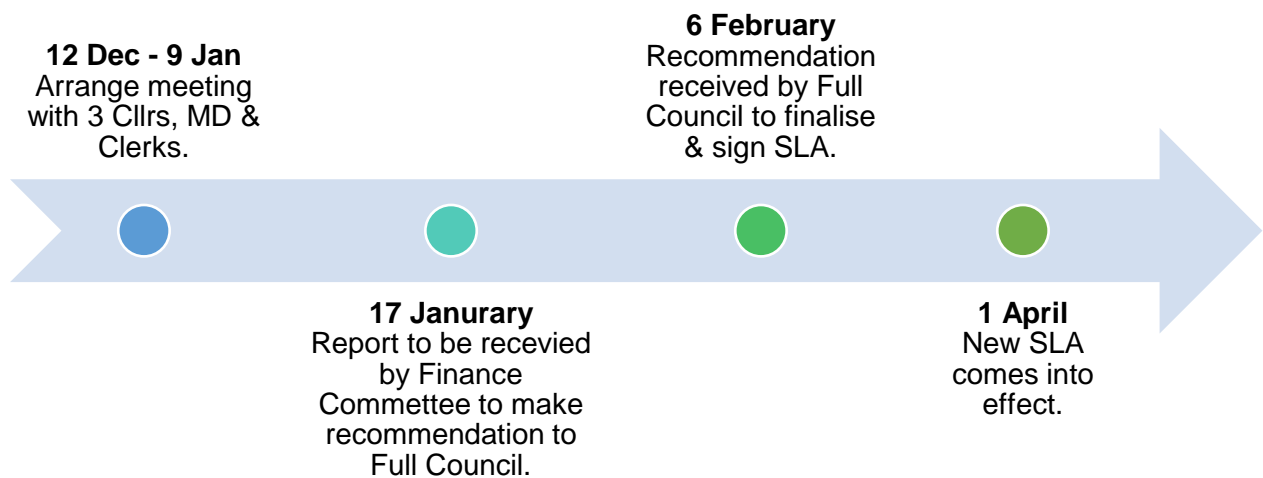 12 Dec - 9 Jan
Arrange meeting
with 3 Cllrs, MD &
Clerks.
17 Janurary
Report to be recevied
by Finance
Commettee to make
recommendation to
Full Council.
6 February
Recommendation
received by Full
Council to finalise
& sign SLA.
1 April
New SLA
comes into
effect.